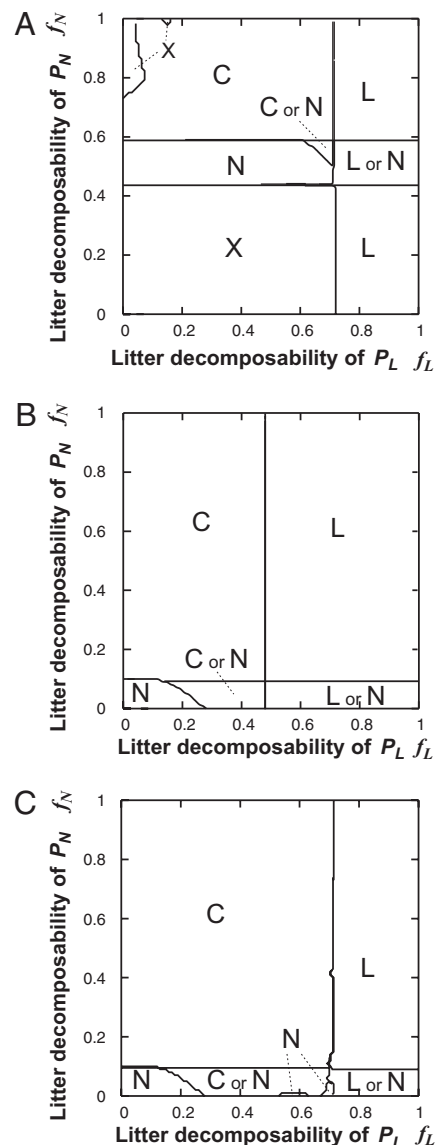 A
Litter decomposability of P_N f_N
1
0.8
0.6
0.4
0.2
0
X
C
L
C or N
N
L or N
X
L
0 0.2 0.4 0.6 0.8 1
Litter decomposability of P_L f_L
B
Litter decomposability of P_N f_N
1
0.8
0.6
0.4
0.2
0
C
L
C or N
N
L or N
0 0.2 0.4 0.6 0.8 1
Litter decomposability of P_L f_L
C
Litter decomposability of P_N f_N
1
0.8
0.6
0.4
0.2
0
C
L
N
N
C or N
L or N
0 0.2 0.4 0.6 0.8 1
Litter decomposability of P_L f_L